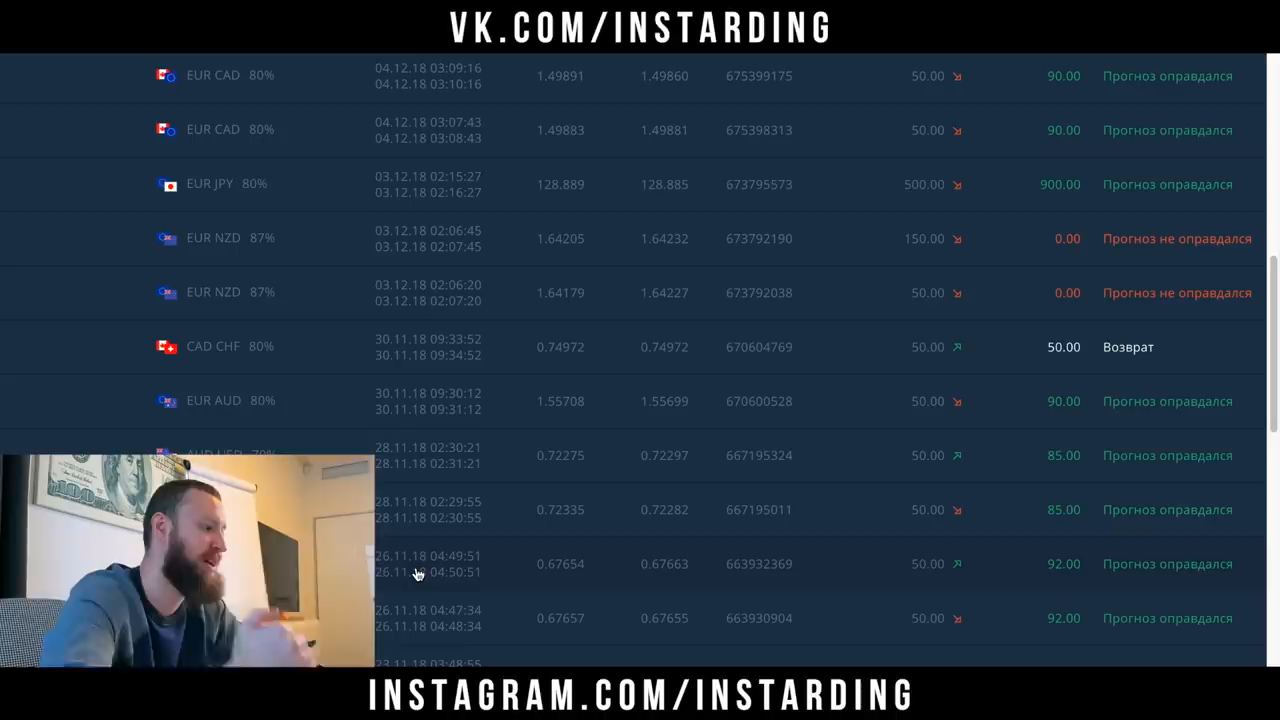 VK.COM/INSTARDING
EUR CAD 80% 04.12.18 03:09:16 1.49891 1.49860 675399175 50.00 90.00 Прогноз оправдался
04.12.18 03:10:16
EUR CAD 80% 04.12.18 03:07:43 1.49883 1.49881 675398313 50.00 90.00 Прогноз оправдался
04.12.18 03:08:43
EUR JPY 80% 03.12.18 02:15:27 128.889 128.885 673795573 500.00 900.00 Прогноз оправдался
03.12.18 02:16:27
EUR NZD 87% 03.12.18 02:06:45 1.64205 1.64232 673792190 150.00 0.00 Прогноз не оправдался
03.12.18 02:07:45
EUR NZD 87% 03.12.18 02:06:20 1.64179 1.64227 673792038 50.00 0.00 Прогноз не оправдался
03.12.18 02:07:20
CAD CHF 80% 30.11.18 09:33:52 0.74972 0.74972 670604769 50.00 50.00 Возврат
30.11.18 09:34:52
EUR AUD 80% 30.11.18 09:30:12 1.55708 1.55699 670600528 50.00 90.00 Прогноз оправдался
30.11.18 09:31:12
28.11.18 02:30:21 0.72275 0.72297 667195324 50.00 85.00 Прогноз оправдался
28.11.18 02:31:21
28.11.18 02:29:55 0.72335 0.72282 667195011 50.00 85.00 Прогноз оправдался
28.11.18 02:30:55
26.11.18 04:49:51 0.67654 0.67663 663932369 50.00 92.00 Прогноз оправдался
04:50:51
26.11.18 04:47:34 0.67657 0.67655 663930904 50.00 92.00 Прогноз оправдался
26.11.18 04:48:34
23.11.18 03:48:55
100
INSTAGRAM.COM/INSTARDING